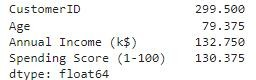 CustomerID 299.500
Age 79.375
Annual Income (k$) 132.750
Spending Score (1-100) 130.375
dtype: float64